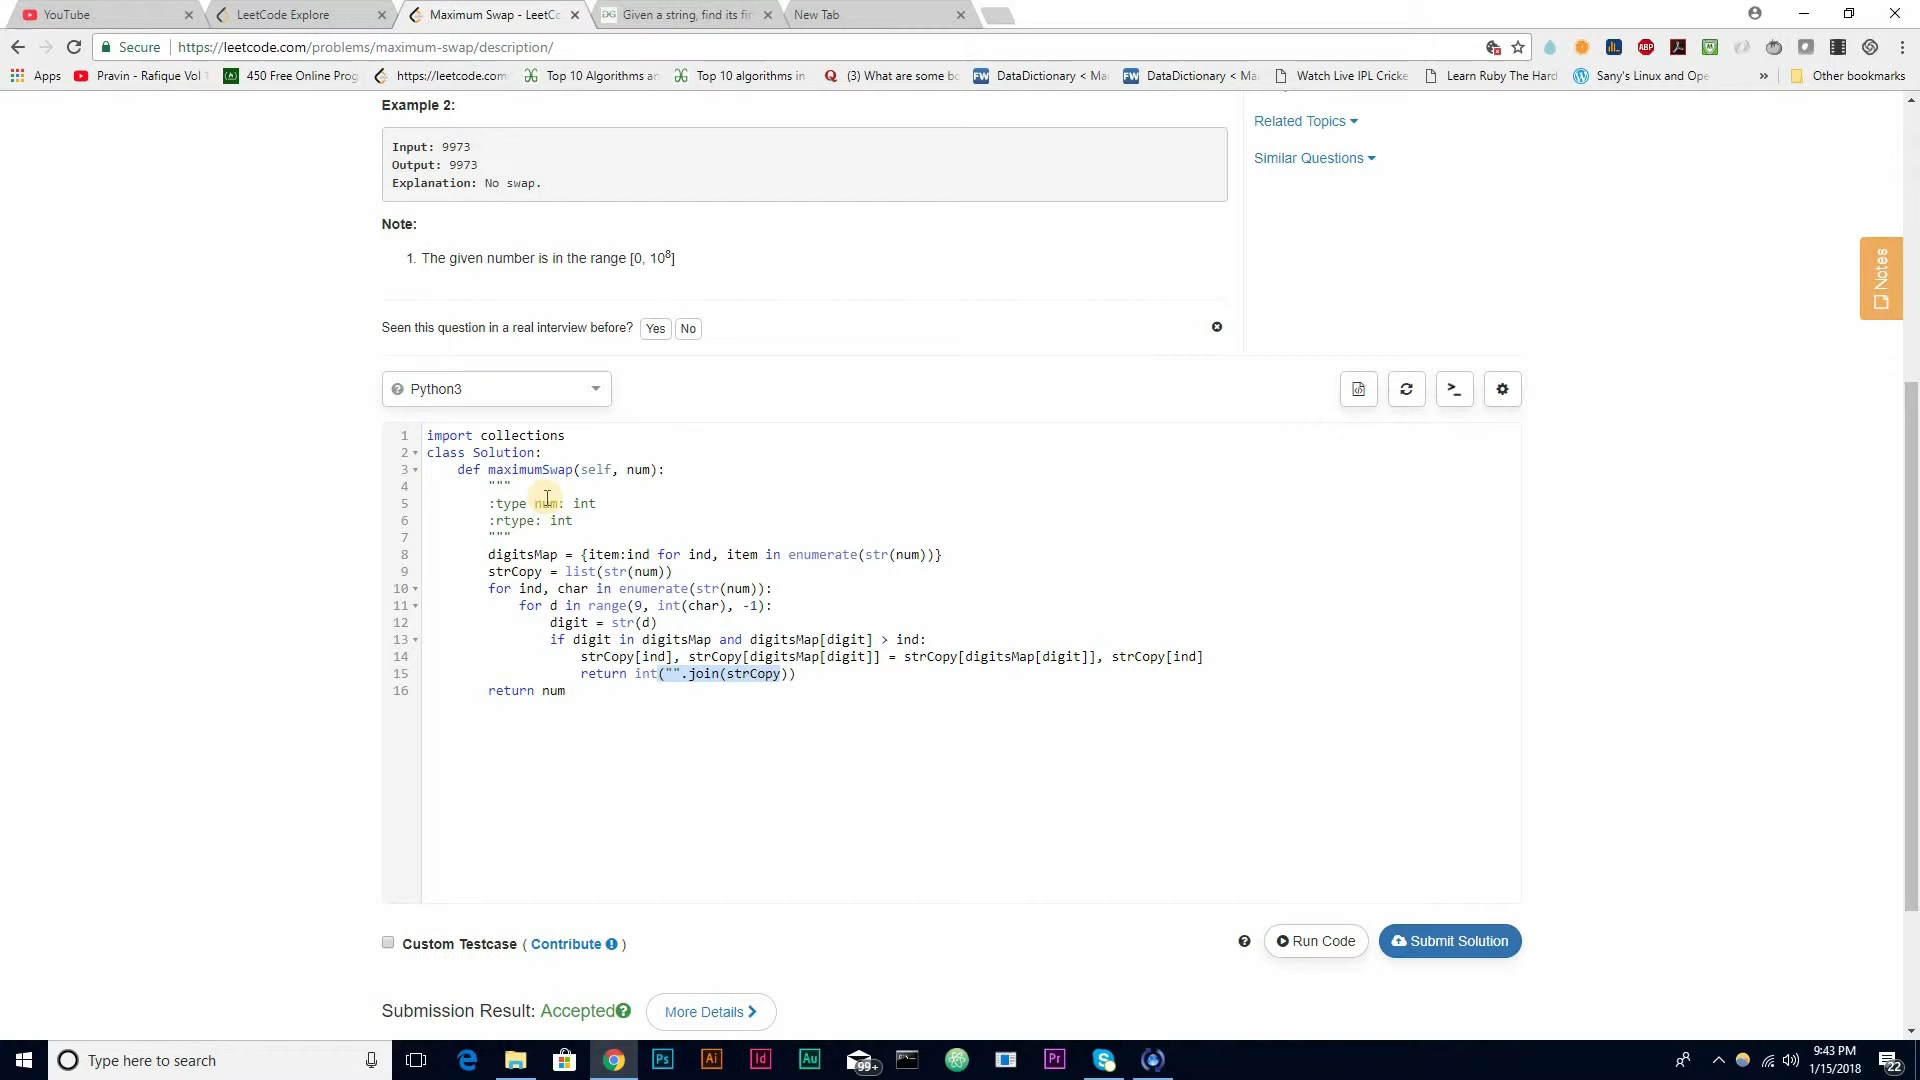 YouTube
LeetCode Explore
Maximum Swap - LeetCo
Given a string, find its fir
New Tab
Secure
https://leetcode.com/problems/maximum-swap/description/
Apps
Pravin - Rafique Vol
450 Free Online Prog
https://leetcode.com
Top 10 Algorithms an
Top 10 algorithms in
(3) What are some bo
DataDictionary < Ma
DataDictionary < Ma
Watch Live IPL Cricke
Learn Ruby The Hard
Sany's Linux and Ope
»
Other bookmarks
Example 2:
Input: 9973
Output: 9973
Explanation: No swap.
Related Topics
Similar Questions
Notes
Note:
1. The given number is in the range [0, 10⁸]
Seen this question in a real interview before? Yes No
Python3
1 import collections
2 class Solution:
3 def maximumSwap(self, num):
4 """
5 :type num: int
6 :rtype: int
7 """
8 digitsMap = {item:ind for ind, item in enumerate(str(num))}
9 strCopy = list(str(num))
10 for ind, char in enumerate(str(num)):
11 for d in range(9, int(char), -1):
12 digit = str(d)
13 if digit in digitsMap and digitsMap[digit] > ind:
14 strCopy[ind], strCopy[digitsMap[digit]] = strCopy[digitsMap[digit]], strCopy[ind]
15 return int("".join(strCopy))
16 return num
Custom Testcase ( Contribute )
Run Code
Submit Solution
Submission Result: Accepted
More Details
Type here to search
Ps
Ai
Id
Au
99+
Pr
9:43 PM
1/15/2018
22